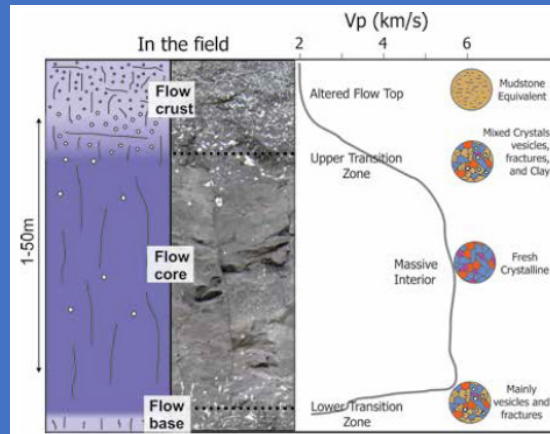 Vp (km/s)
In the field
2 4 6
Flow
crust
Altered Flow Top
Mudstone
Equivalent
Mixed Crystals
vesicles,
fractures,
and Clay
Upper Transition
Zone
1-50m
Flow
core
Massive
Interior
Fresh
Crystalline
Flow
base
Lower Transition
Zone
Mainly
vesicles and
fractures